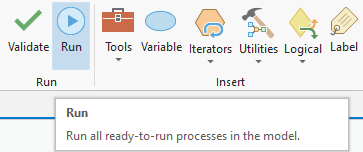 Validate Run Tools Variable Iterators Utilities Logical Label
Run Insert
Run
Run all ready-to-run processes in the model.